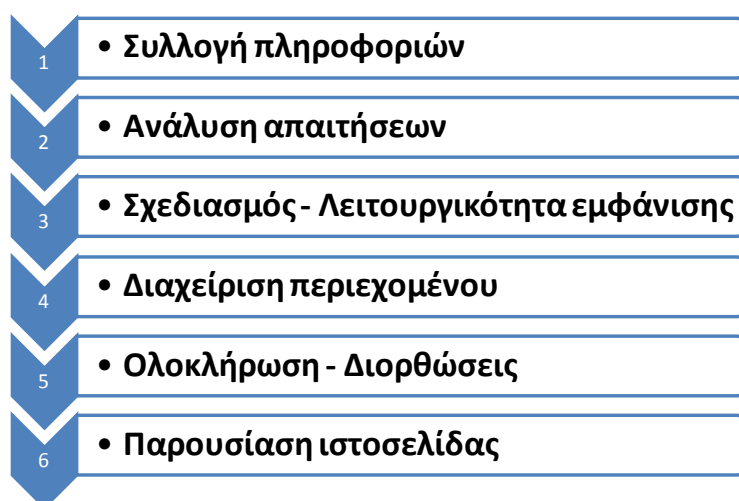 1 • Συλλογή πληροφοριών
2 • Ανάλυση απαιτήσεων
3 • Σχεδιασμός - Λειτουργικότητα εμφάνισης
4 • Διαχείριση περιεχομένου
5 • Ολοκλήρωση - Διορθώσεις
6 • Παρουσίαση ιστοσελίδας